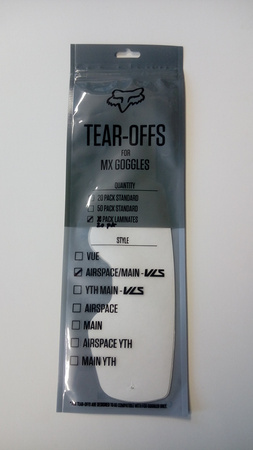 TEAR-OFFS
FOR
MX GOGGLES
QUANTITY
20 PACK STANDARD
50 PACK STANDARD
PACK LAMINATES
STYLE
VUE
AIRSPACE/MAIN-VLS
YTH MAIN-VLS
AIRSPACE
MAIN
AIRSPACE YTH
MAIN YTH